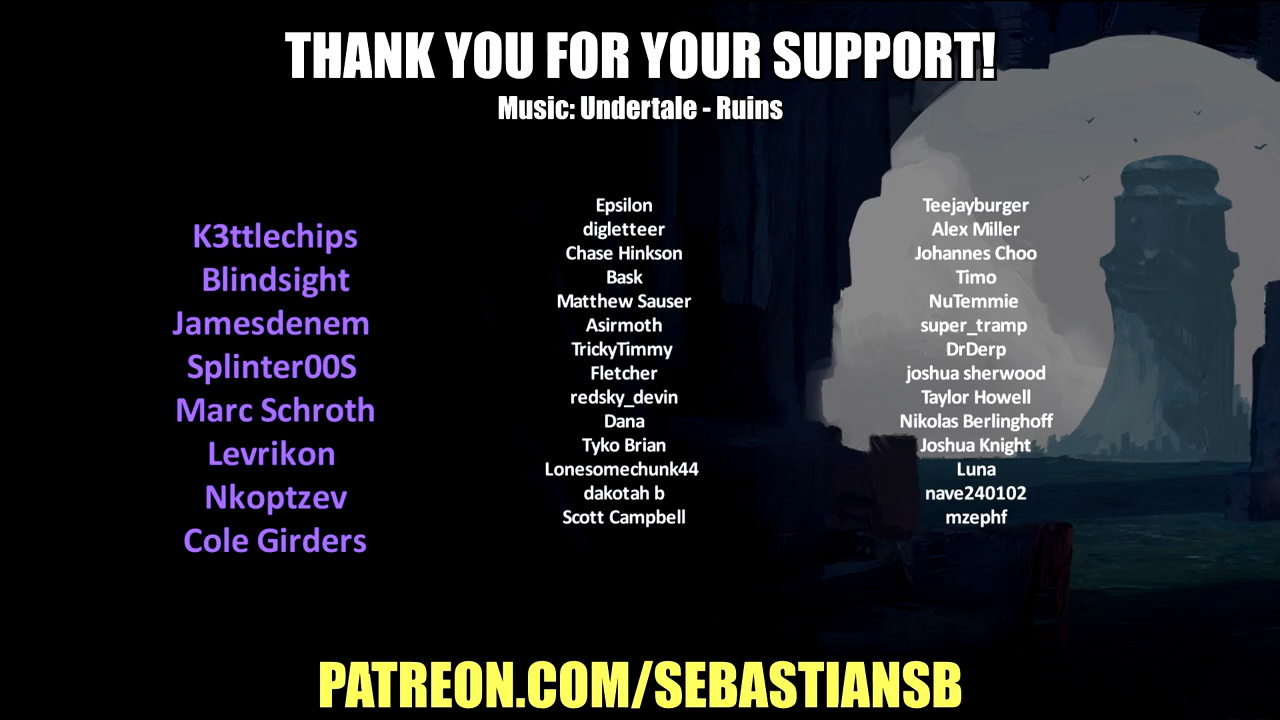 THANK YOU FOR YOUR SUPPORT!
Music: Undertale - Ruins
K3ttlechips
Blindsight
Jamesdenem
Splinter00S
Marc Schroth
Levrikon
Nkoptzev
Cole Girders
Epsilon
digletteer
Chase Hinkson
Bask
Matthew Sauser
Asirmoth
TrickyTimmy
Fletcher
redsky_devin
Dana
Tyko Brian
Lonesomechunk44
dakotah b
Scott Campbell
Teejayburger
Alex Miller
Johannes Choo
Timo
NuTemmie
super_tramp
DrDerp
joshua sherwood
Taylor Howell
Nikolas Berlinghoff
Joshua Knight
Luna
nave240102
mzephf
PATREON.COM/SEBASTIANSB